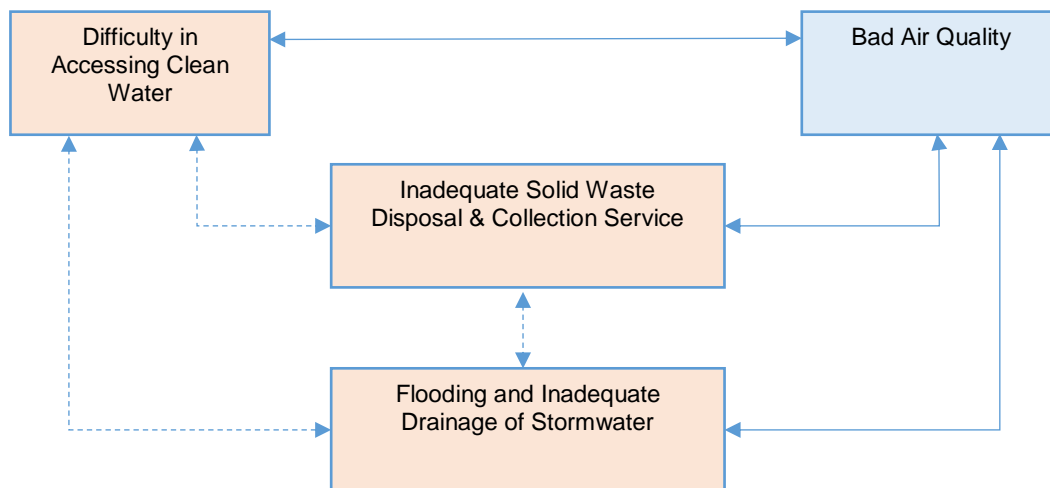 Difficulty in
Accessing Clean
Water
Bad Air Quality
Inadequate Solid Waste
Disposal & Collection Service
Flooding and Inadequate
Drainage of Stormwater